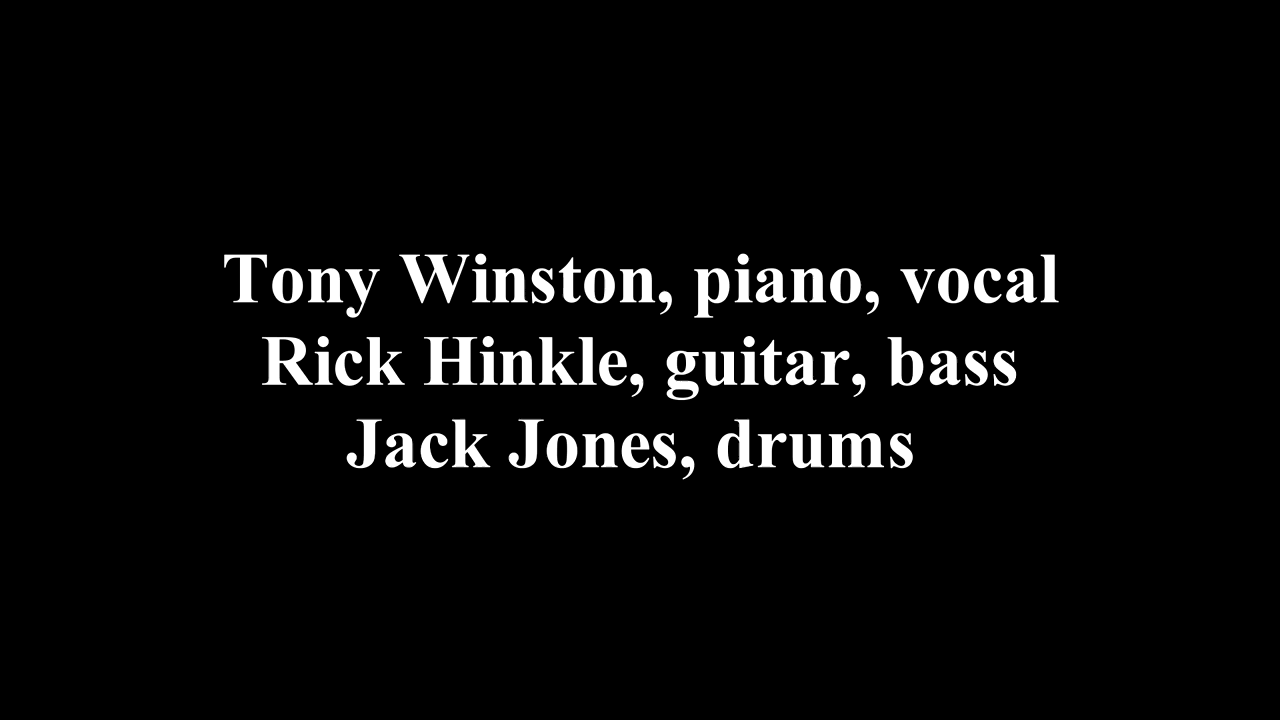 Tony Winston, piano, vocal
Rick Hinkle, guitar, bass
Jack Jones, drums